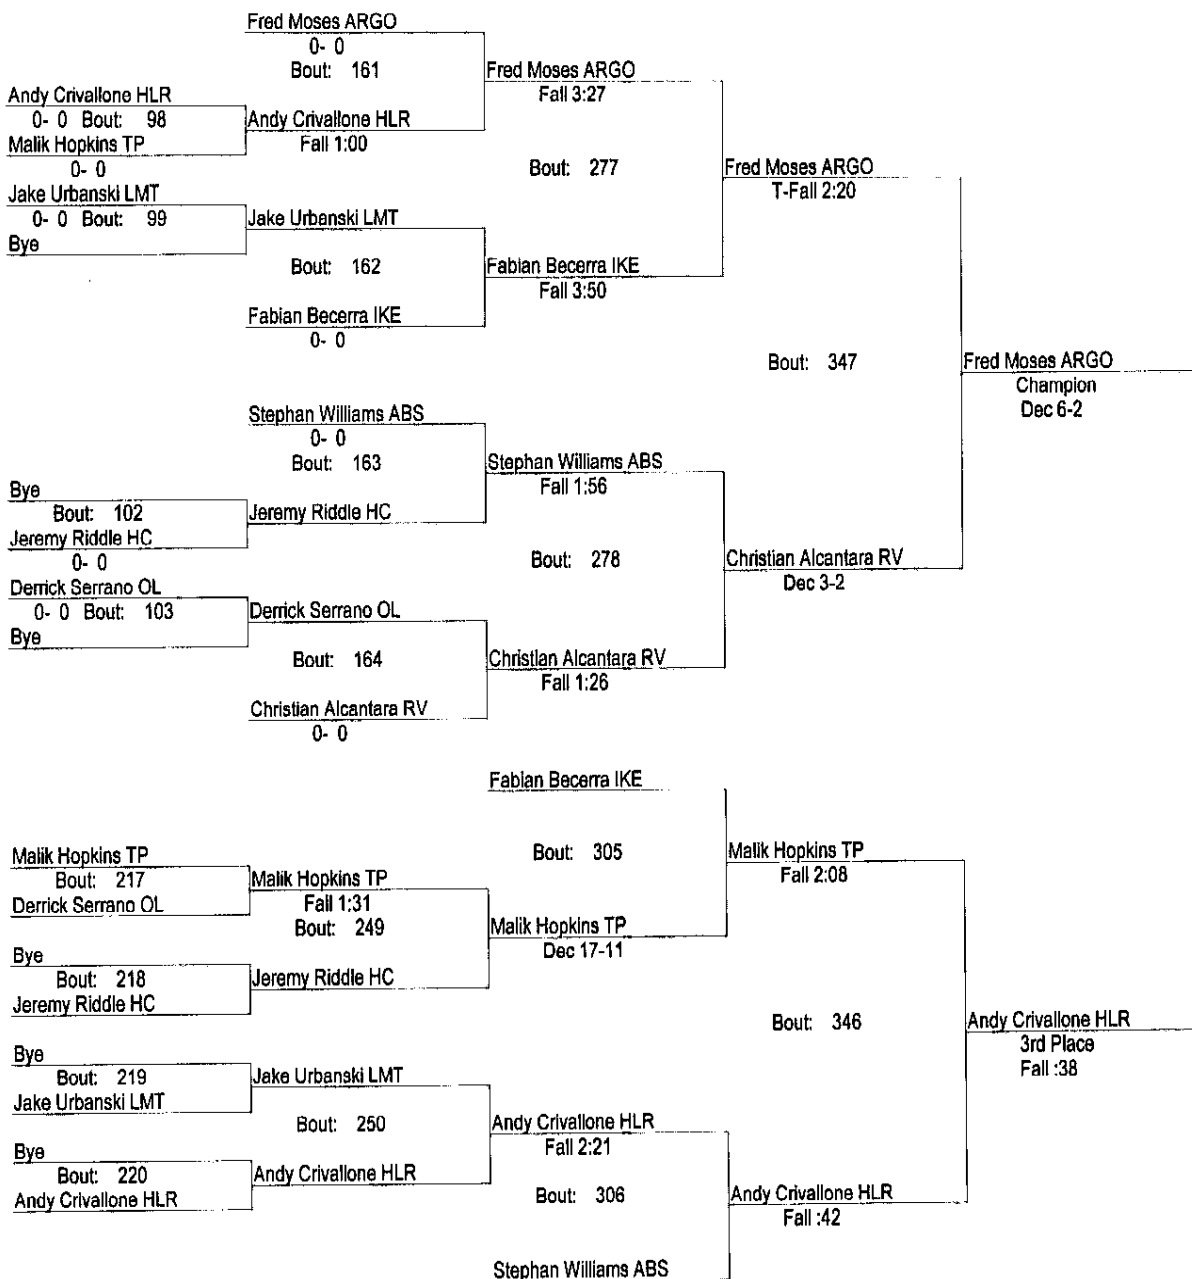 Fred Moses ARGO
0- 0
Bout: 161
Fred Moses ARGO
Fall 3:27
Andy Crivallone HLR
0- 0 Bout: 98
Andy Crivallone HLR
Fall 1:00
Malik Hopkins TP
0- 0
Bout: 277
Fred Moses ARGO
T-Fall 2:20
Jake Urbanski LMT
0- 0 Bout: 99
Jake Urbanski LMT
Bye
Bout: 162
Fabian Becerra IKE
Fall 3:50
Fabian Becerra IKE
0- 0
Bout: 347
Fred Moses ARGO
Champion
Dec 6-2
Stephan Williams ABS
0- 0
Bout: 163
Stephan Williams ABS
Fall 1:56
Bye
Bout: 102
Jeremy Riddle HC
Jeremy Riddle HC
0- 0
Bout: 278
Christian Alcantara RV
Dec 3-2
Derrick Serrano OL
0- 0 Bout: 103
Derrick Serrano OL
Bye
Bout: 164
Christian Alcantara RV
Fall 1:26
Christian Alcantara RV
0- 0
Fabian Becerra IKE
Bout: 305
Malik Hopkins TP
Fall 2:08
Malik Hopkins TP
Bout: 217
Malik Hopkins TP
Fall 1:31
Derrick Serrano OL
Bout: 249
Malik Hopkins TP
Dec 17-11
Bye
Bout: 218
Jeremy Riddle HC
Jeremy Riddle HC
Bout: 346
Andy Crivallone HLR
3rd Place
Fall :38
Bye
Bout: 219
Jake Urbanski LMT
Jake Urbanski LMT
Bout: 250
Andy Crivallone HLR
Fall 2:21
Bye
Bout: 220
Andy Crivallone HLR
Andy Crivallone HLR
Bout: 306
Andy Crivallone HLR
Fall :42
Stephan Williams ABS